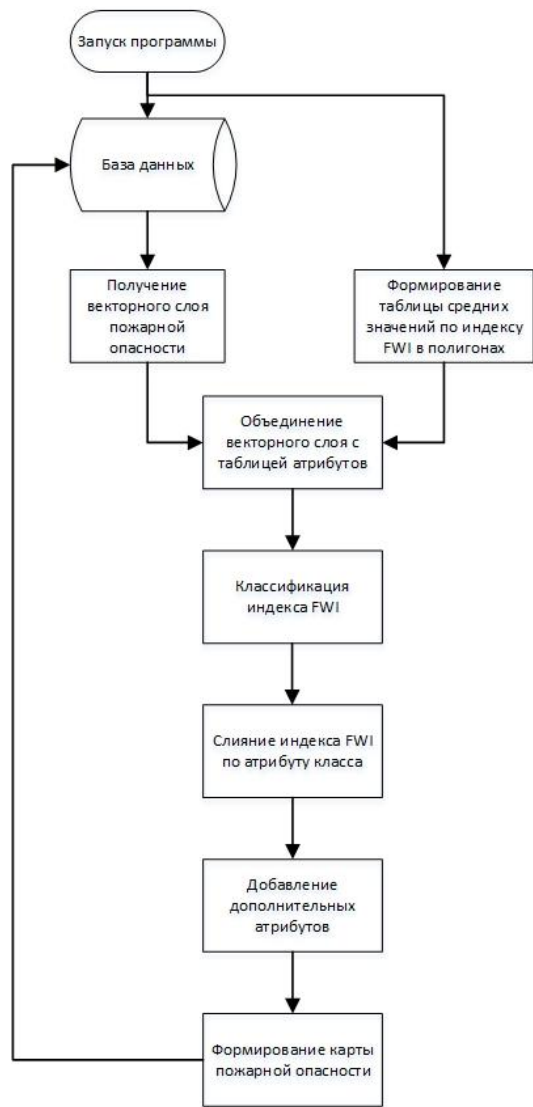 Запуск программы
База данных
Получение
векторного слоя
пожарной
опасности
Формирование
таблицы средних
значений по индексу
FWI в полигонах
Объединение
векторного слоя с
таблицей атрибутов
Классификация
индекса FWI
Слияние индекса FWI
по атрибуту класса
Добавление
дополнительных
атрибутов
Формирование карты
пожарной опасности